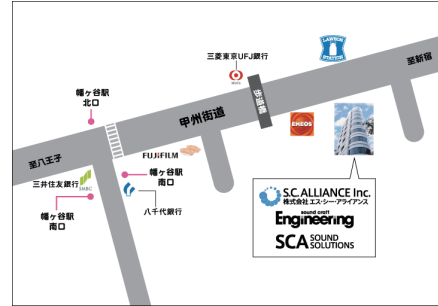 LAWSON
STATION
三菱東京UFJ銀行
至新宿
幡ヶ谷駅
北口
歩道橋
甲州街道
ENEOS
FUJIFILM
至八王子
三井住友銀行
SMBC
幡ヶ谷駅
南口
幡ヶ谷駅
南口
八千代銀行
S.C. ALLIANCE Inc.
株式会社 エス・シー・アライアンス
sound craft
Engineering
SCA SOUND
SOLUTIONS